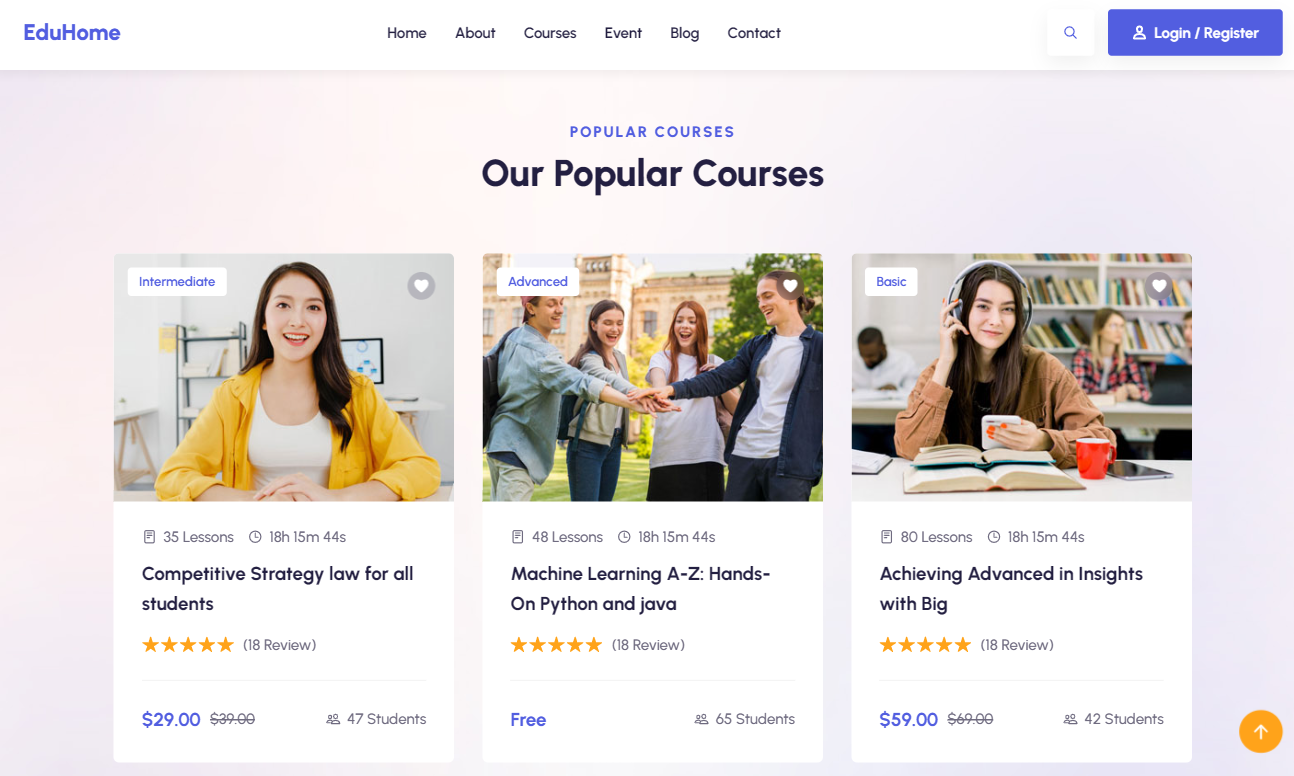 EduHome
Home About Courses Event Blog Contact
Login / Register
POPULAR COURSES
Our Popular Courses
Intermediate
35 Lessons 18h 15m 44s
Competitive Strategy law for all
students
(18 Review)
$29.00 $39.00 47 Students
Advanced
48 Lessons 18h 15m 44s
Machine Learning A-Z: Hands-
On Python and java
(18 Review)
Free 65 Students
Basic
80 Lessons 18h 15m 44s
Achieving Advanced in Insights
with Big
(18 Review)
$59.00 $69.00 42 Students